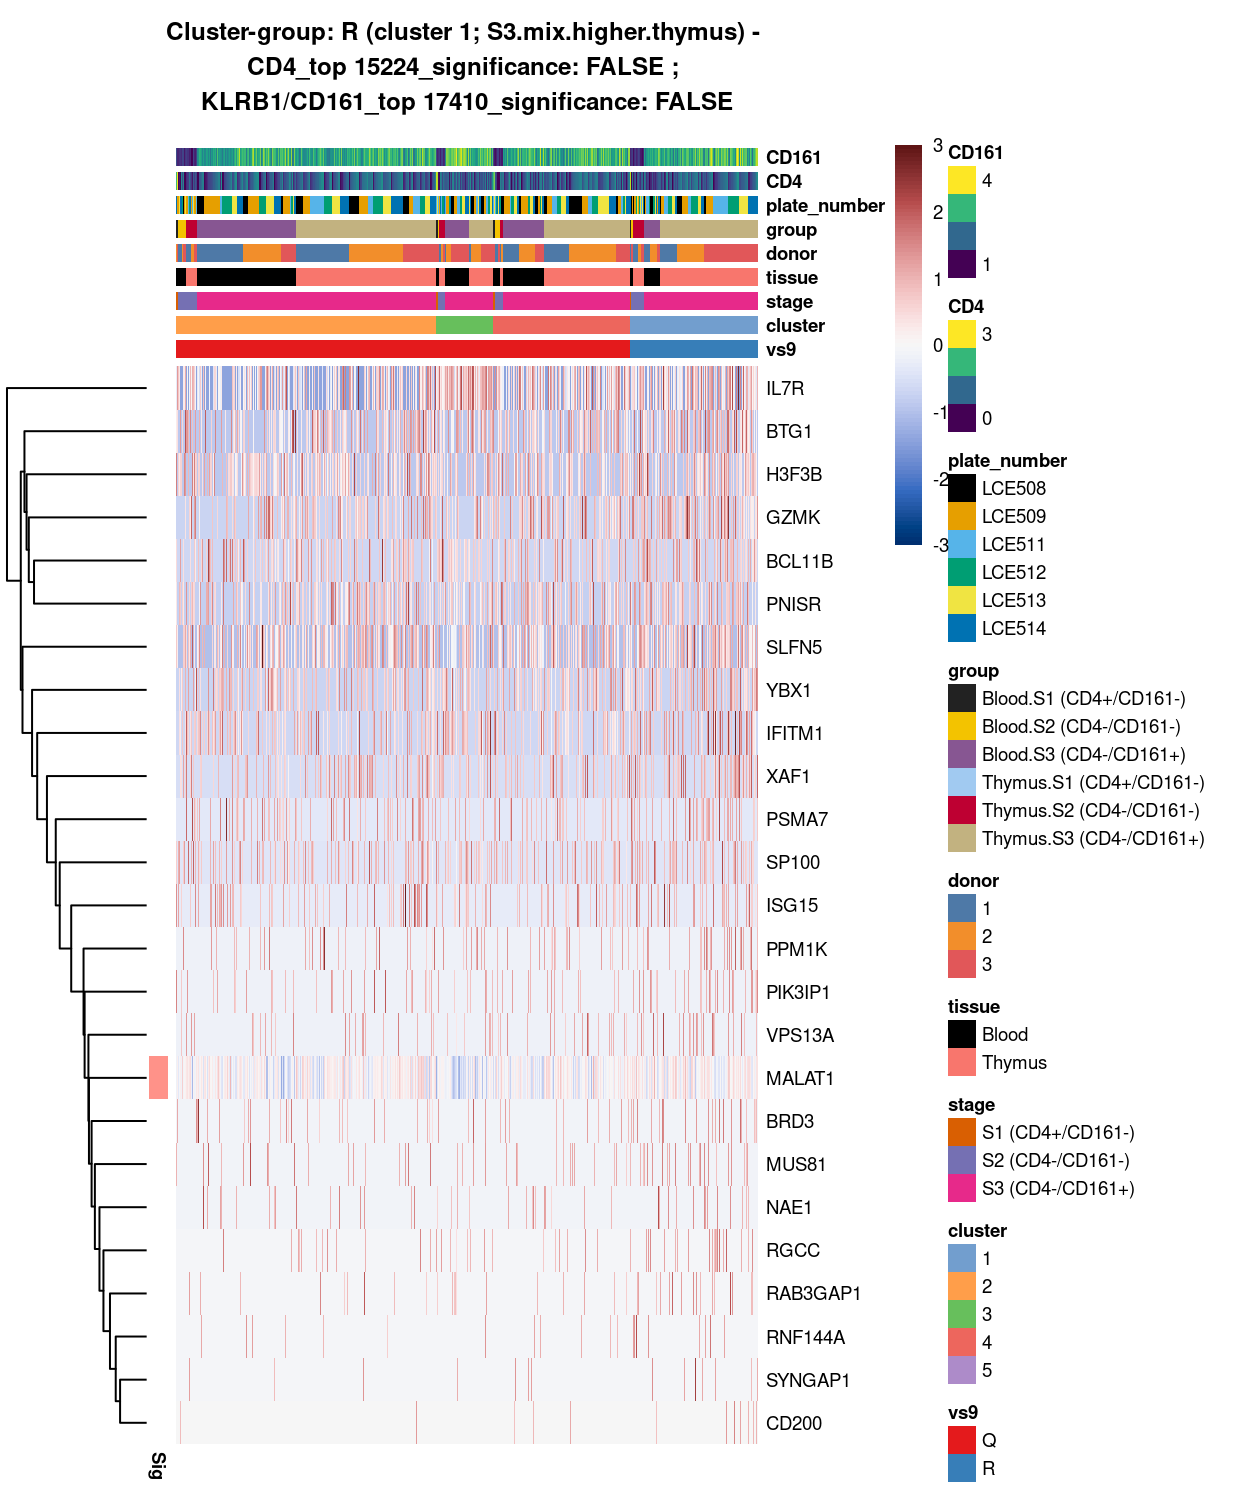 Cluster-group: R (cluster 1; S3.mix.higher.thymus) -
CD4_top 15224_significance: FALSE ;
KLRB1/CD161_top 17410_significance: FALSE
CD161
CD4
plate_number
group
donor
tissue
stage
cluster
vs9
IL7R
BTG1
H3F3B
GZMK
BCL11B
PNISR
SLFN5
YBX1
IFITM1
XAF1
PSMA7
SP100
ISG15
PPM1K
PIK3IP1
VPS13A
MALAT1
BRD3
MUS81
NAE1
RGCC
RAB3GAP1
RNF144A
SYNGAP1
CD200
Sig
3
2
1
0
-1
-2
-3
CD161
4
1
CD4
3
0
plate_number
LCE508
LCE509
LCE511
LCE512
LCE513
LCE514
group
Blood.S1 (CD4+/CD161-)
Blood.S2 (CD4-/CD161-)
Blood.S3 (CD4-/CD161+)
Thymus.S1 (CD4+/CD161-)
Thymus.S2 (CD4-/CD161-)
Thymus.S3 (CD4-/CD161+)
donor
1
2
3
tissue
Blood
Thymus
stage
S1 (CD4+/CD161-)
S2 (CD4-/CD161-)
S3 (CD4-/CD161+)
cluster
1
2
3
4
5
vs9
Q
R